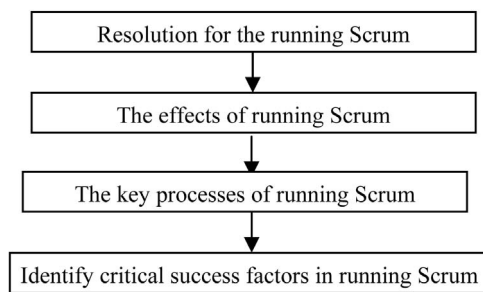 Resolution for the running Scrum
The effects of running Scrum
The key processes of running Scrum
Identify critical success factors in running Scrum